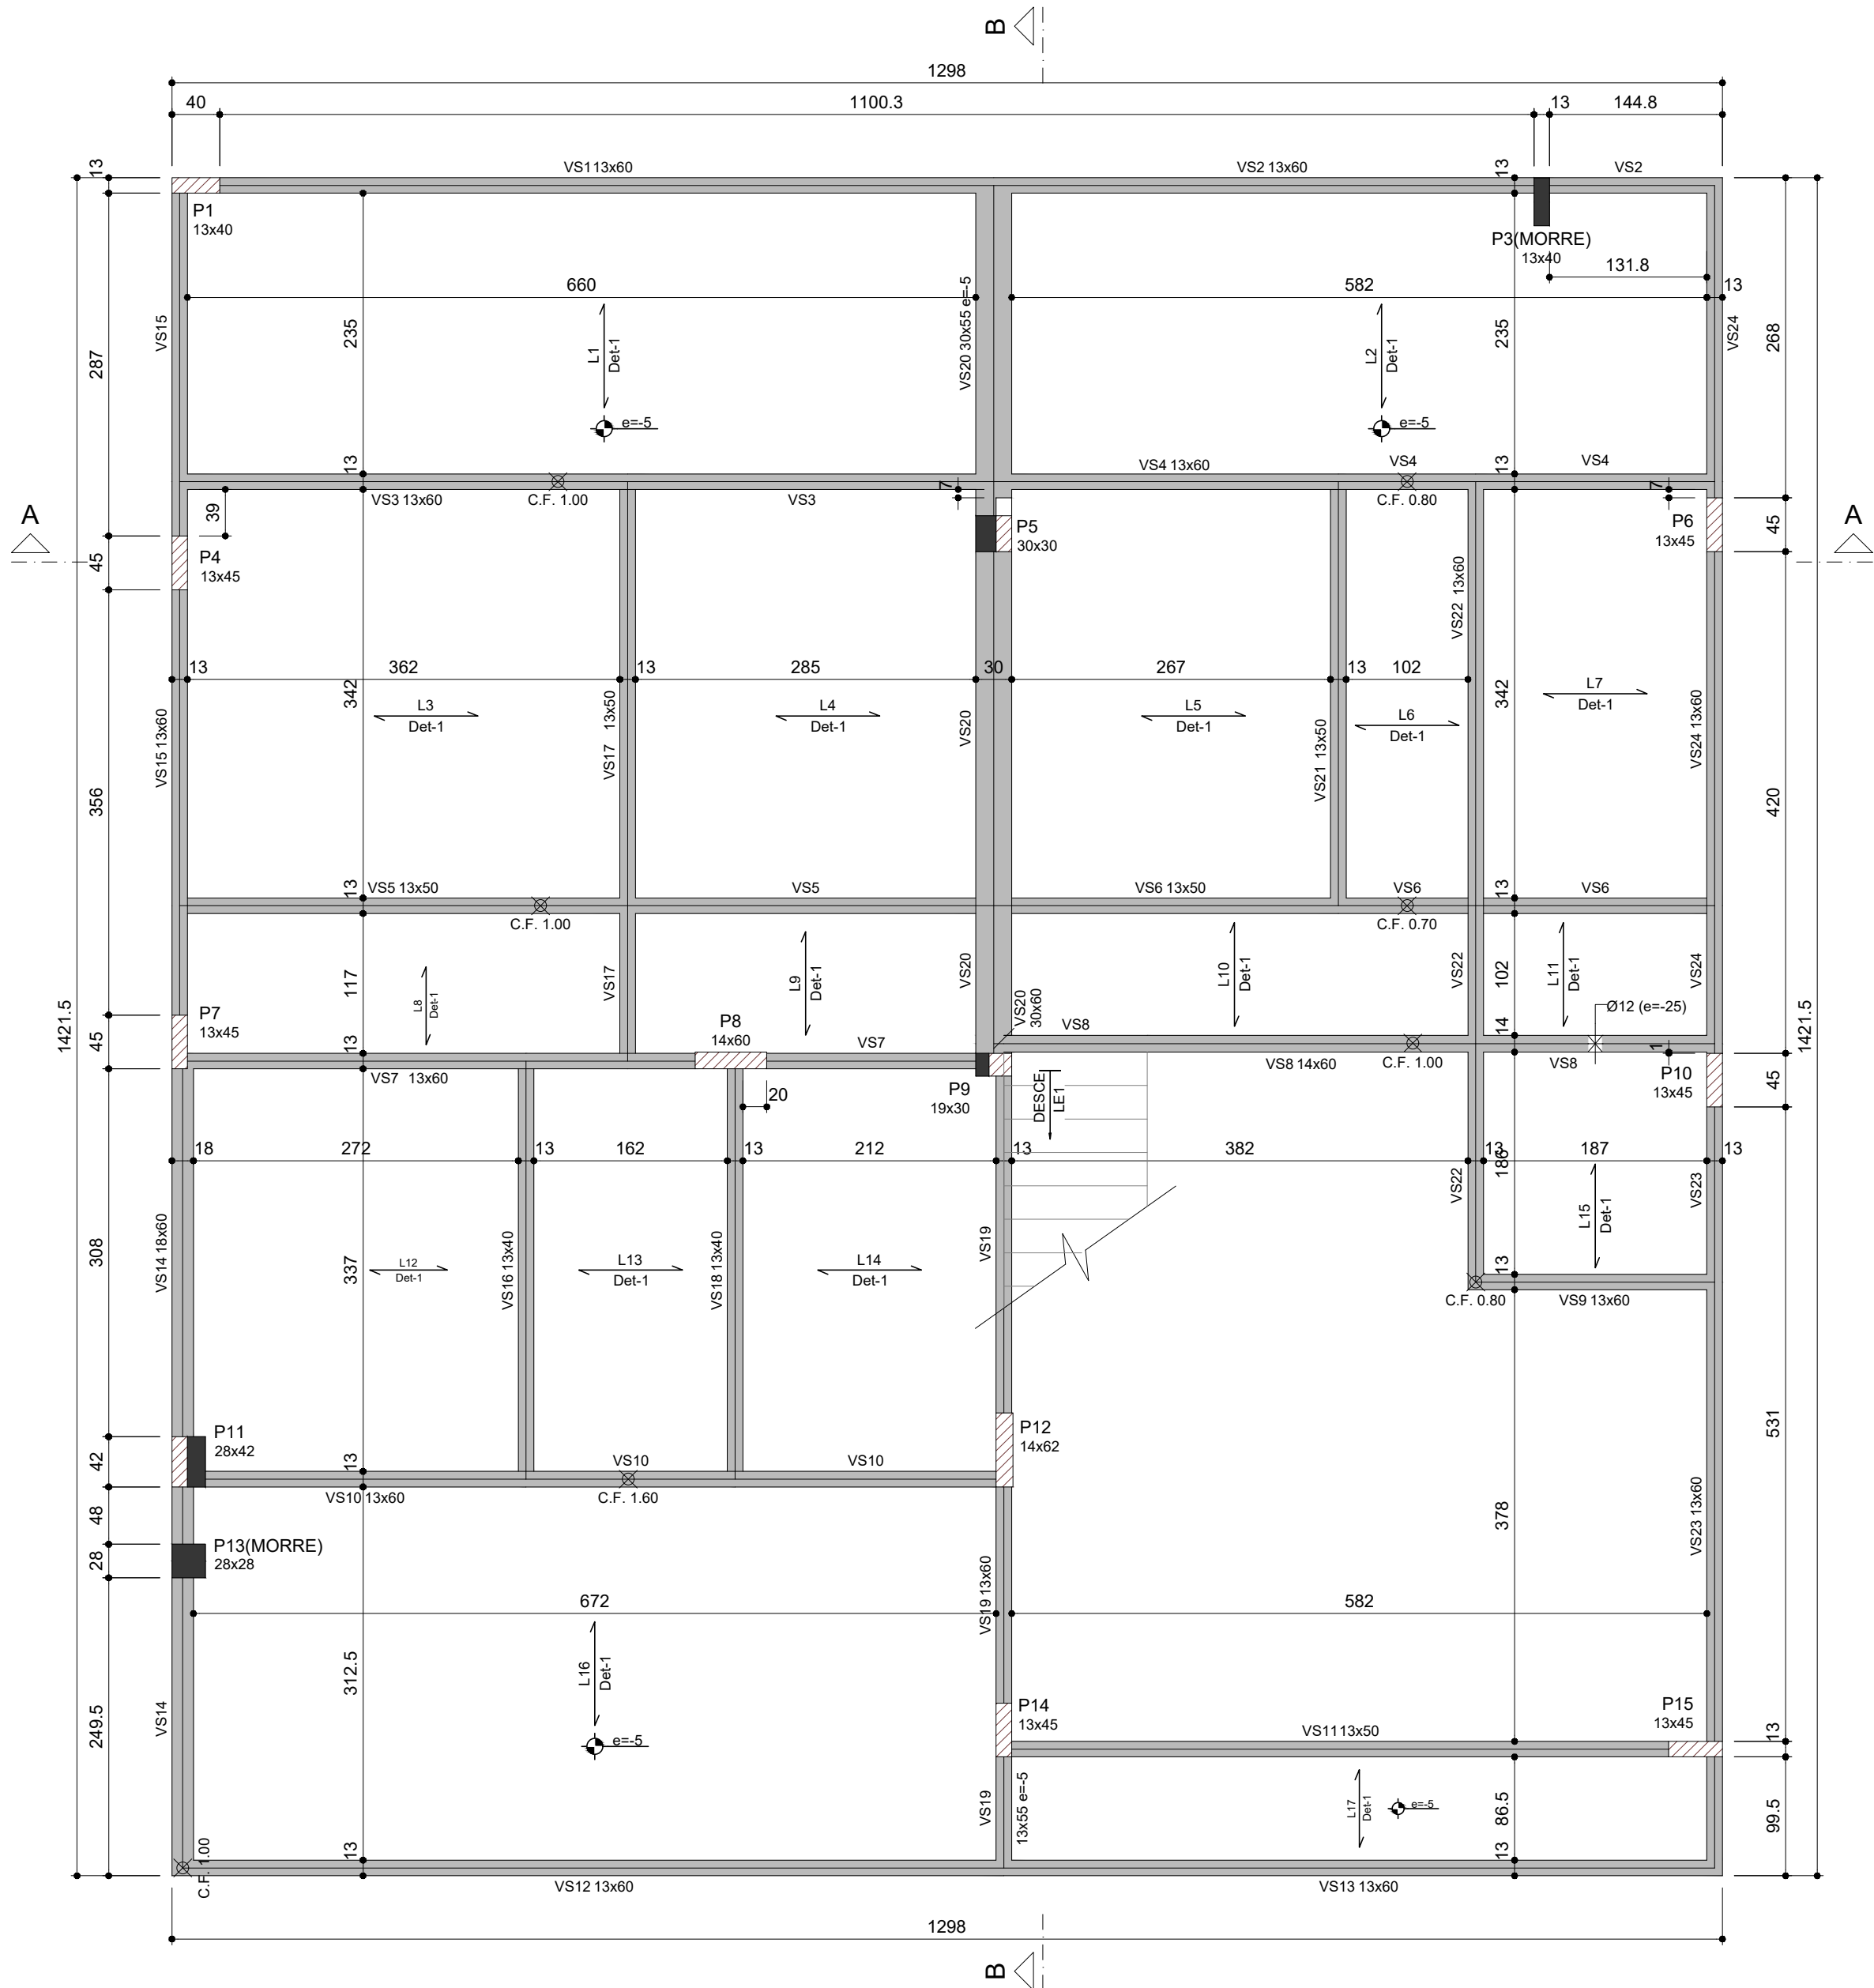 B
1298
40
1100.3
13
144.8
13
VS1 13x60
VS2 13x60
13
VS2
P1
13x40
P3(MORRE)
13x40
131.8
660
582
13
VS15
235
L1
Det-1
VS20 30x55 e=-5
L2
Det-1
235
VS24
287
268
e=-5
e=-5
13
VS4 13x60
VS4
13
VS4
VS3 13x60
C.F. 1.00
VS3
7
C.F. 0.80
7
39
A
A
P4
13x45
45
P5
30x30
P6
13x45
45
VS22 13x60
13
362
13
285
30
267
13
102
342
L3
Det-1
VS17 13x50
L4
Det-1
VS20
L5
Det-1
VS21 13x50
L6
Det-1
342
L7
Det-1
VS24 13x60
VS15 13x60
356
420
13
VS5 13x50
VS5
VS6 13x50
VS6
13
VS6
C.F. 1.00
C.F. 0.70
117
L8
Det-1
VS17
L9
Det-1
VS20
L10
Det-1
VS22
102
L11
Det-1
VS24
1421.5
1421.5
Ø12 (e=-25)
P7
13x45
45
P8
14x60
VS20
30x60
VS8
14
13
VS7
VS7 13x60
VS8 14x60
C.F. 1.00
VS8
1
P9
19x30
P10
13x45
45
20
DESCE
LE1
18
272
13
162
13
212
13
382
13
187
13
186
VS22
VS23
L15
Det-1
308
VS14 18x60
337
L12
Det-1
VS16 13x40
L13
Det-1
VS18 13x40
L14
Det-1
VS19
13
C.F. 0.80
VS9 13x60
P11
28x42
42
P12
14x62
531
13
VS10
VS10
VS10 13x60
C.F. 1.60
48
378
VS23 13x60
P13(MORRE)
28x28
28
VS19 13x60
672
582
312.5
L16
Det-1
e=-5
VS14
249.5
P14
13x45
P15
13x45
VS11 13x50
13
VS19
13x55 e=-5
L17
Det-1
e=-5
86.5
99.5
13
13
C.F. 1.00
VS12 13x60
VS13 13x60
1298
B